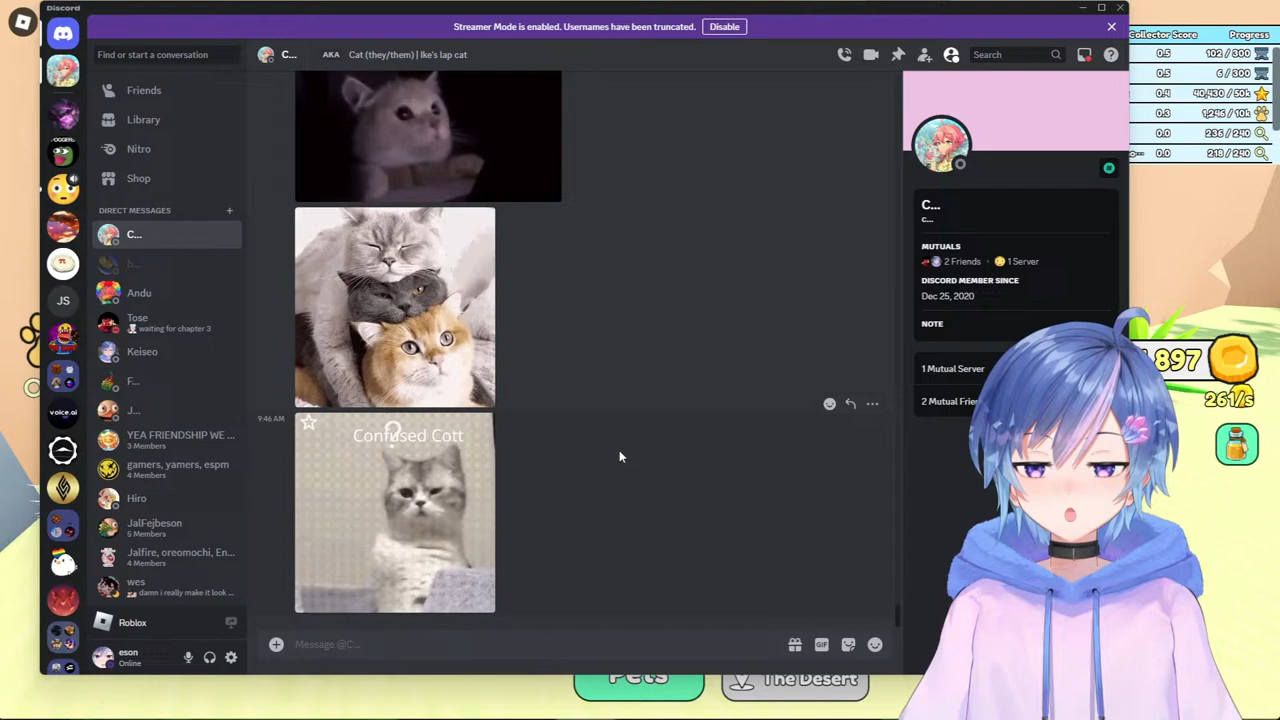 Discord
Streamer Mode is enabled. Usernames have been truncated.
Disable
Find or start a conversation
C...
AKA
Cat (they/them) | Ike's lap cat
Search
Friends
Library
Nitro
Shop
DIRECT MESSAGES
C...
b...
Andu
Tose
waiting for chapter 3
Keiseo
F...
J...
YEA FRIENDSHIP WE ...
3 Members
gamers, yamers, espm
4 Members
Hiro
JalFejbeson
5 Members
Jalfire, oreomochi, En...
4 Members
wes
damn i really make it look ...
Roblox
eson
Online
JS
voice.ai
9:46 AM
?
Confused Cott
Message @C...
GIF
C...
c...
MUTUALS
2 Friends
1 Server
DISCORD MEMBER SINCE
Dec 25, 2020
NOTE
1 Mutual Server
2 Mutual Frie
Collector Score
Progress
0.5
102 / 300
0.5
6 / 300
0.4
40,430 / 50k
0.3
1,246 / 10k
0.0
236 / 240
0.0
218 / 240
897
261/s
Pets
The Desert